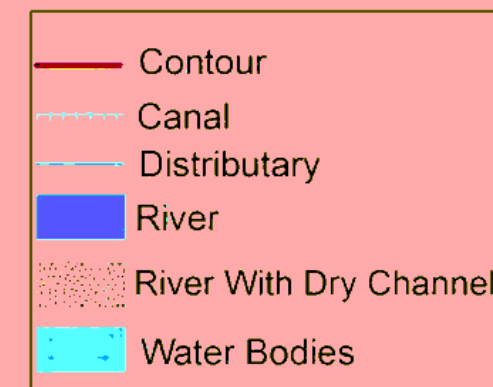 Contour
Canal
Distributary
River
River With Dry Channel
Water Bodies